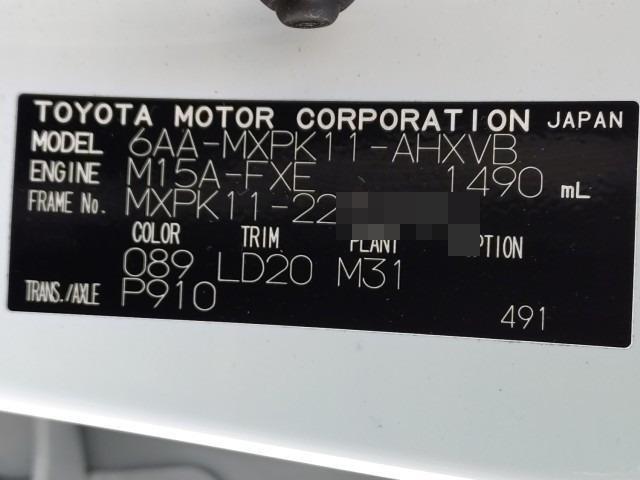 TOYOTA MOTOR CORPORATION JAPAN
MODEL 6AA-MXPK11-AHXVB
ENGINE M15A-FXE 1490 mL
FRAME No. MXPK11-22
COLOR TRIM PLANT
089 LD20 M31
TRANS./AXLE P910
491